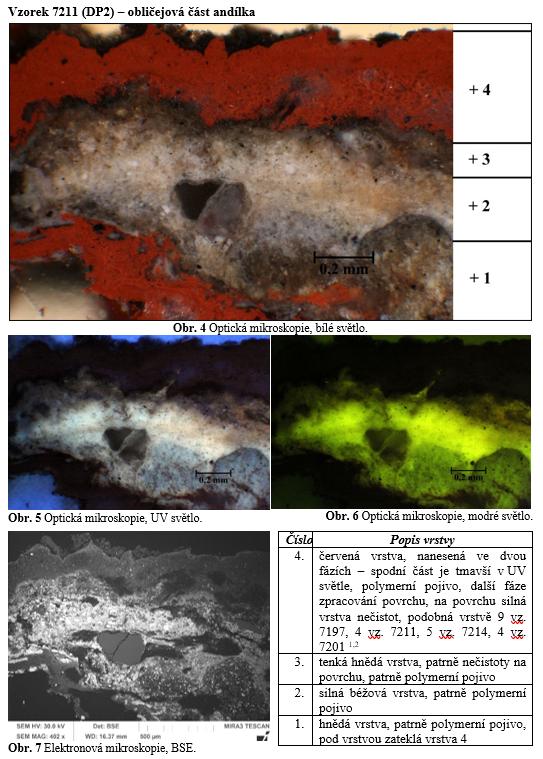 Vzorek 7211 (DP2) – obličejová část andílka
+ 4
+ 3
+ 2
+ 1
0.2 mm
Obr. 4 Optická mikroskopie, bílé světlo.
0.2 mm
0.2 mm
Obr. 5 Optická mikroskopie, UV světlo.
Obr. 6 Optická mikroskopie, modré světlo.
SEM HV: 30.0 kV
Det: BSE
MIRA3 TESCAN
SEM MAG: 402 x
WD: 16.37 mm
500 µm
Obr. 7 Elektronová mikroskopie, BSE.
Číslo
Popis vrstvy
4.
červená vrstva, nanesená ve dvou
fázích – spodní část je tmavší v UV
světle, polymerní pojivo, další fáze
zpracování povrchu, na povrchu silná
vrstva nečistot, podobná vrstvě 9 vz.
7197, 4 vz. 7211, 5 vz. 7214, 4 vz.
7201 1,2
3.
tenká hnědá vrstva, patrně nečistoty na
povrchu, patrně polymerní pojivo
2.
silná béžová vrstva, patrně polymerní
pojivo
1.
hnědá vrstva, patrně polymerní pojivo,
pod vrstvou zateklá vrstva 4